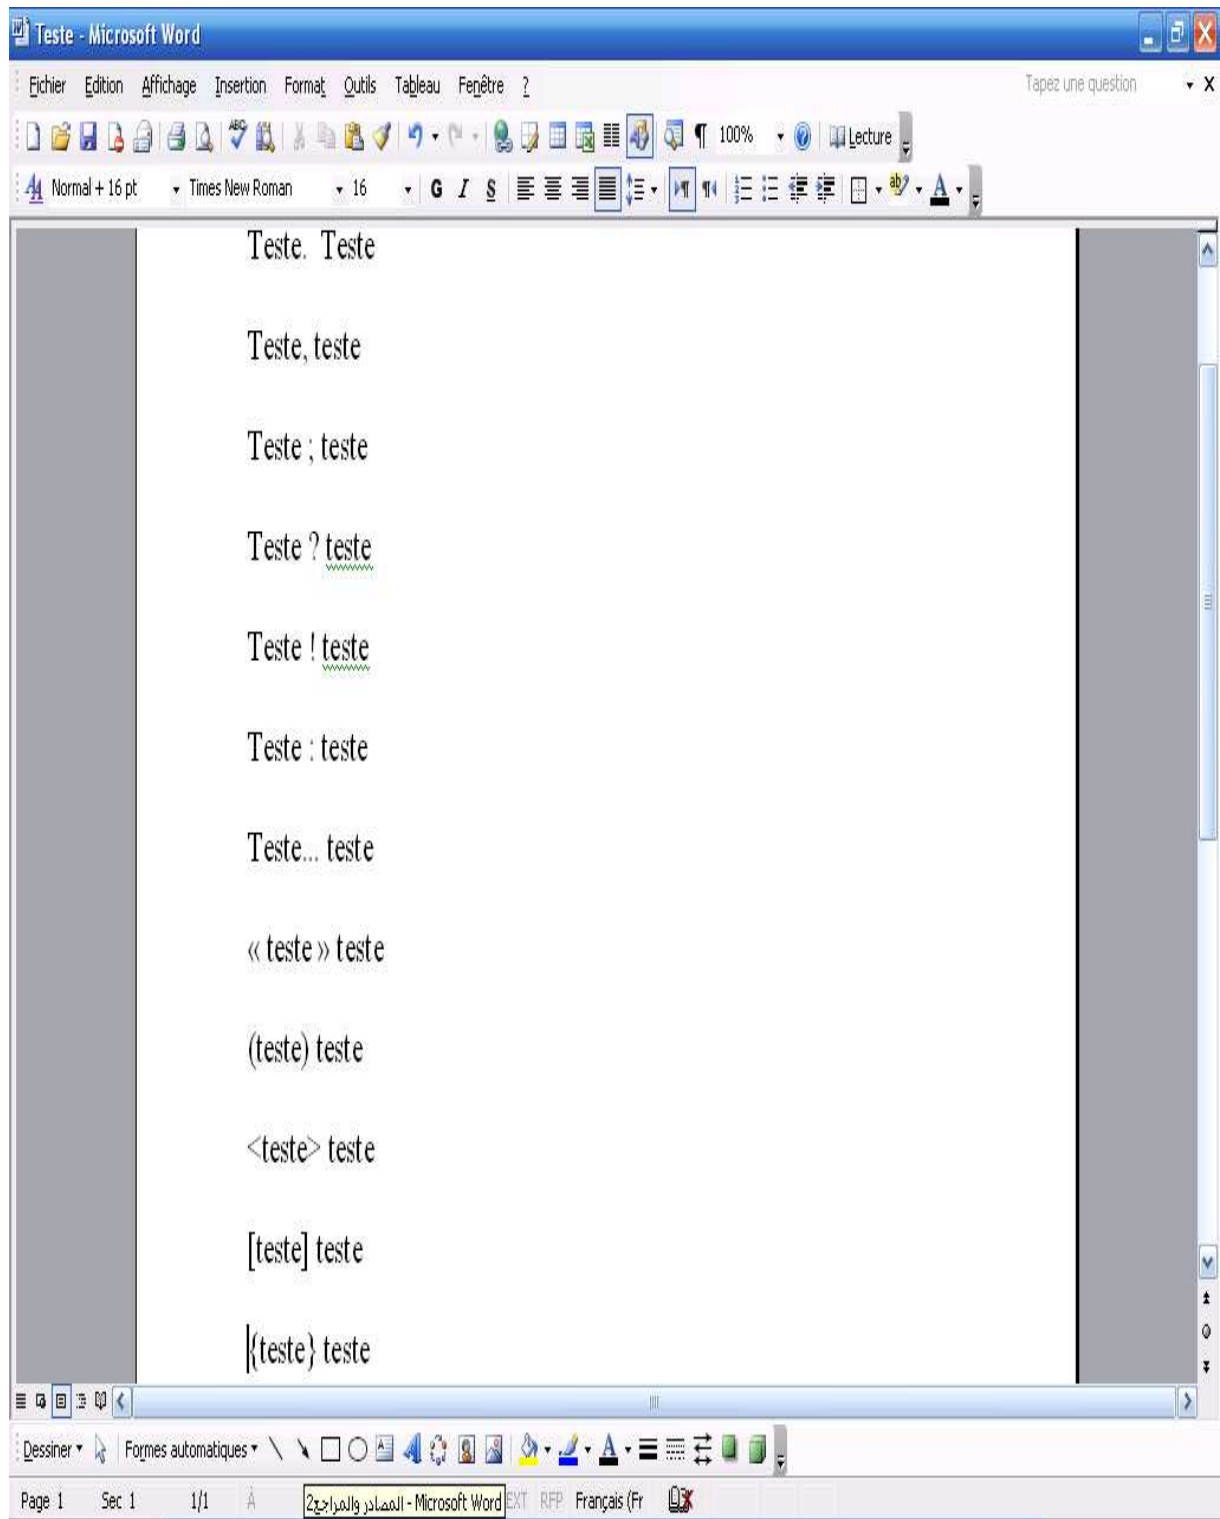 Teste - Microsoft Word
Fichier Edition Affichage Insertion Format Outils Tableau Fenêtre ? Tapez une question
100% Lecture
Normal + 16 pt Times New Roman 16 G I S
Teste.  Teste
Teste, teste
Teste ; teste
Teste ? teste
Teste ! teste
Teste : teste
Teste... teste
« teste » teste
(teste) teste
<teste> teste
[teste] teste
{teste} teste
Dessiner Formes automatiques
Page 1 Sec 1 1/1 À المصادر والمراجع2 - Microsoft Word EXT RFP Français (Fr